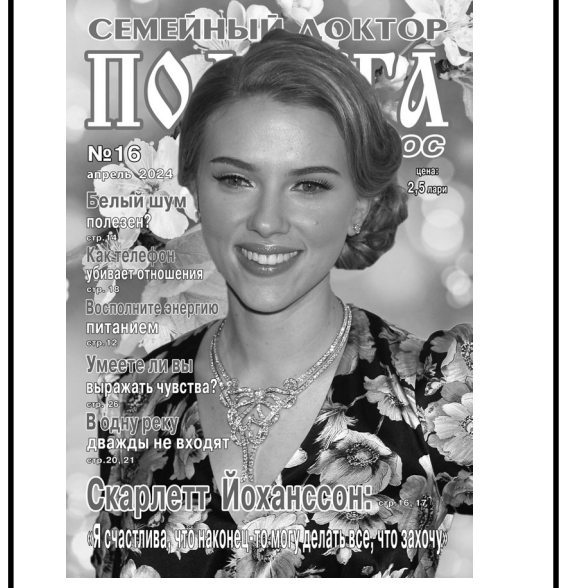 СЕМЕЙНЫЙ ДОКТОР
№16
апрель 2024
цена:
2,5 лари
Белый шум
полезен?
стр.14
Как телефон
убивает отношения
стр. 18
Восполните энергию
питанием
стр.12
Умеете ли вы
выражать чувства?
стр. 26
В одну реку
дважды не входят
стр.20, 21
Скарлетт Йоханссон: стр 16, 17
«Я счастлива, что наконец-то могу делать все, что захочу»